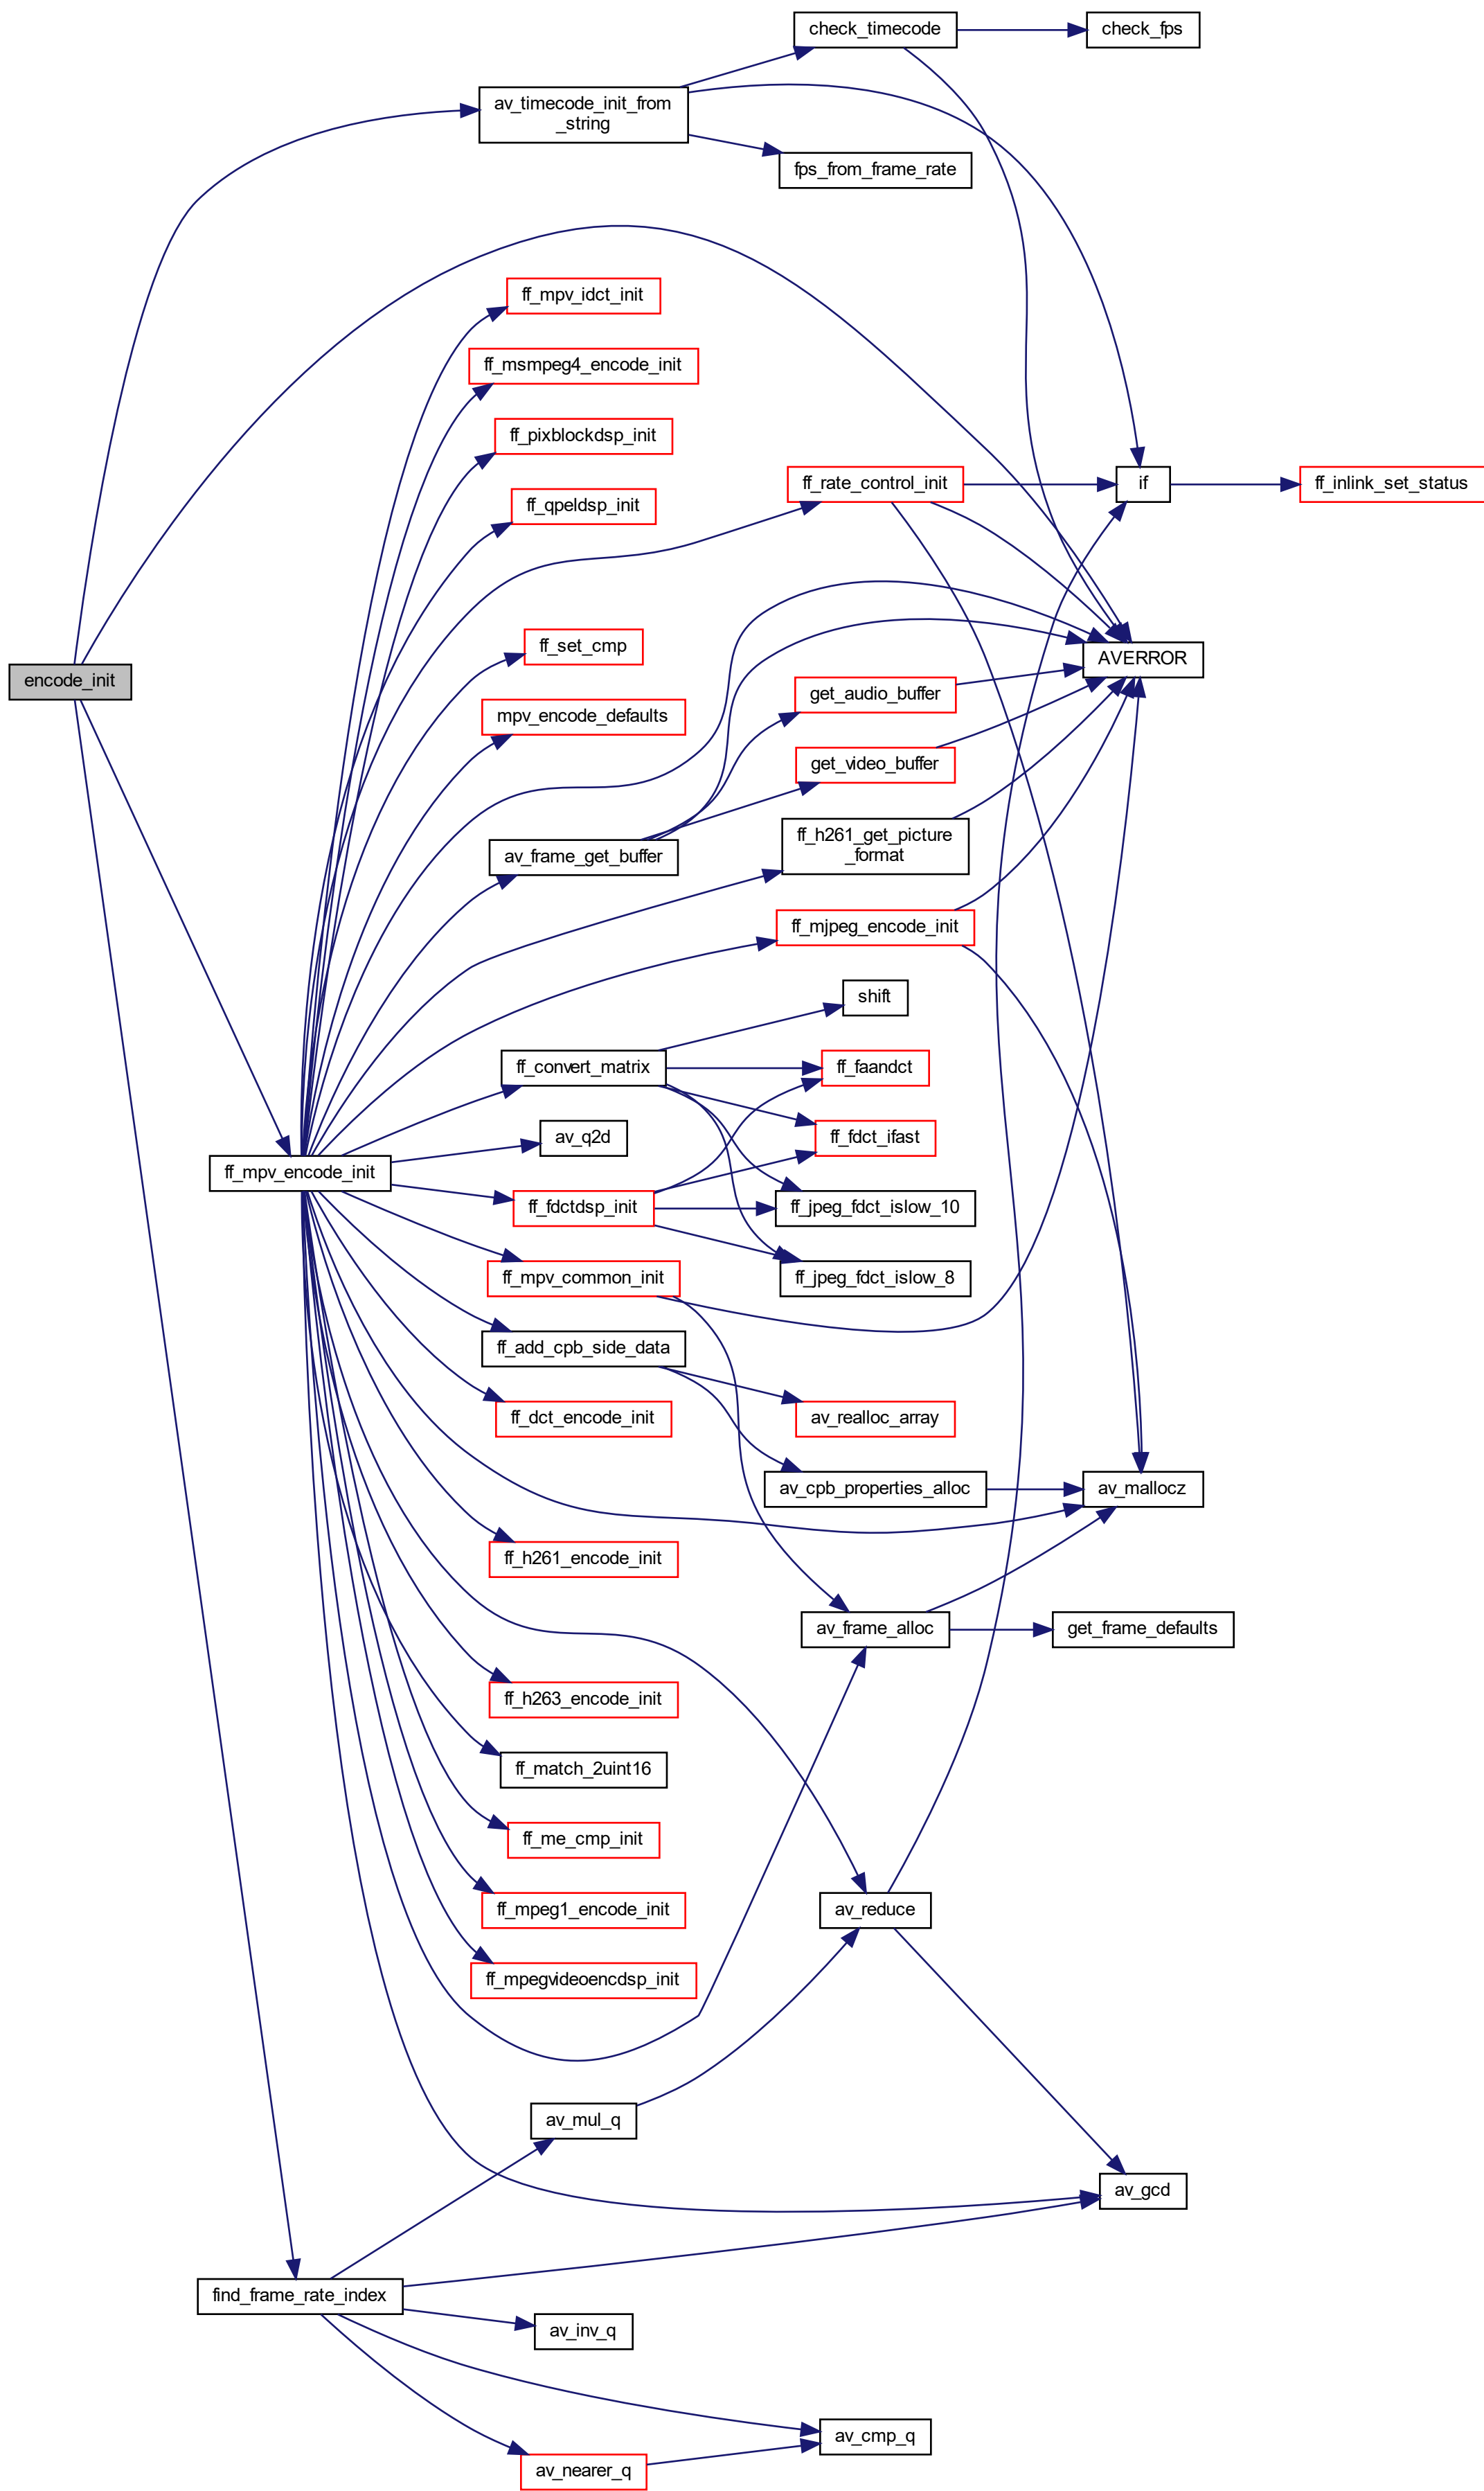 check_timecode
check_fps
av_timecode_init_from
_string
fps_from_frame_rate
ff_mpv_idct_init
ff_msmpeg4_encode_init
ff_pixblockdsp_init
ff_rate_control_init
if
ff_inlink_set_status
ff_qpeldsp_init
ff_set_cmp
AVERROR
encode_init
get_audio_buffer
mpv_encode_defaults
get_video_buffer
av_frame_get_buffer
ff_h261_get_picture
_format
ff_mjpeg_encode_init
shift
ff_convert_matrix
ff_faandct
av_q2d
ff_fdct_ifast
ff_mpv_encode_init
ff_fdctdsp_init
ff_jpeg_fdct_islow_10
ff_mpv_common_init
ff_jpeg_fdct_islow_8
ff_add_cpb_side_data
ff_dct_encode_init
av_realloc_array
av_cpb_properties_alloc
av_mallocz
ff_h261_encode_init
av_frame_alloc
get_frame_defaults
ff_h263_encode_init
ff_match_2uint16
ff_me_cmp_init
ff_mpeg1_encode_init
av_reduce
ff_mpegvideoencdsp_init
av_mul_q
av_gcd
find_frame_rate_index
av_inv_q
av_cmp_q
av_nearer_q